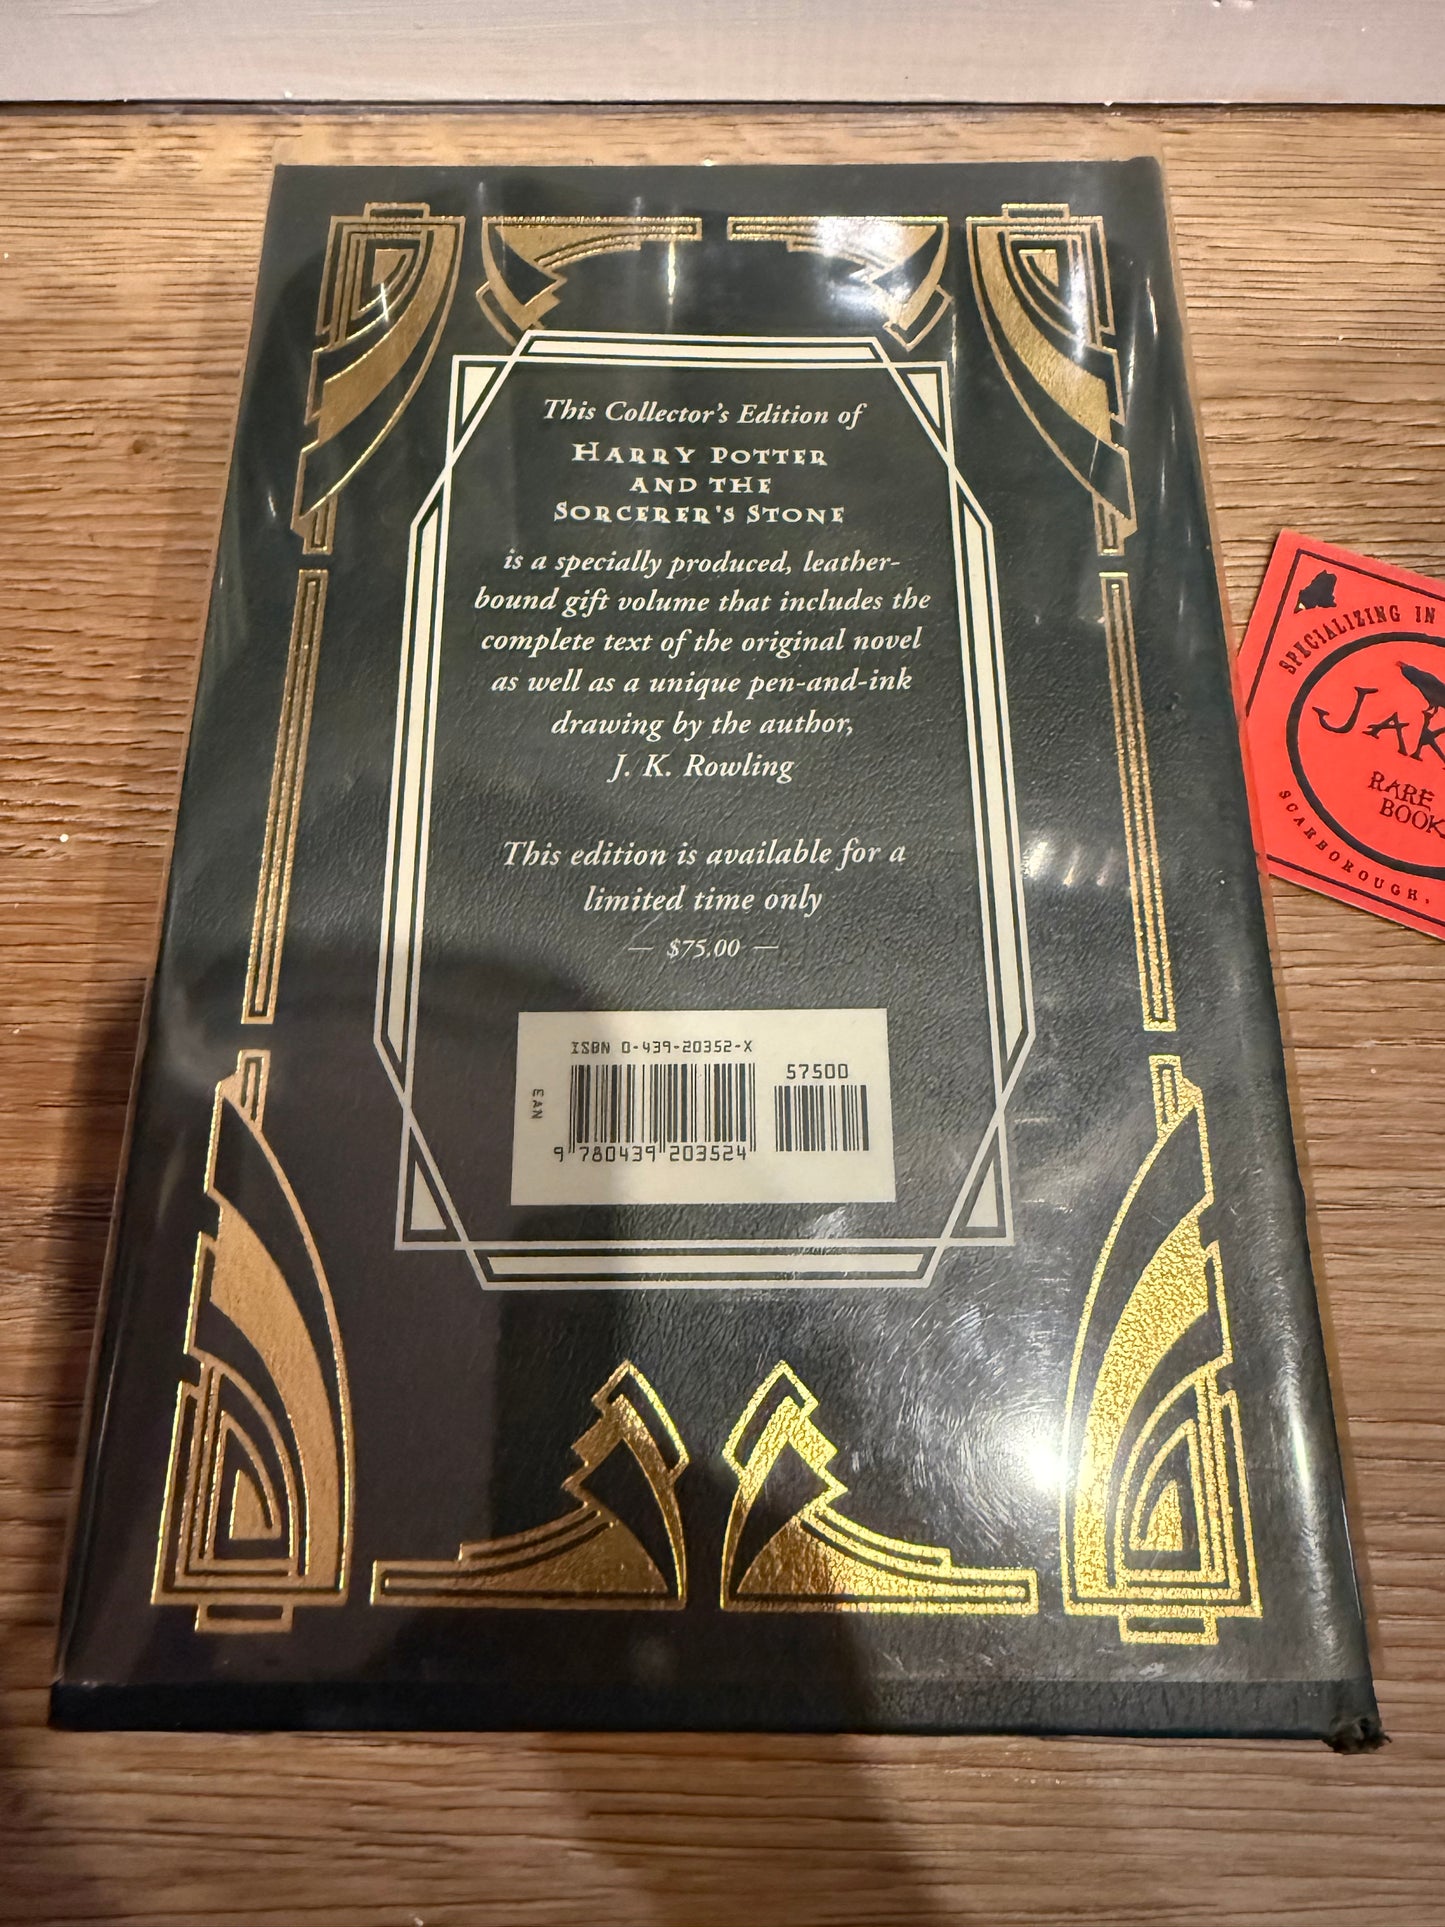 This Collector's Edition of
HARRY POTTER
AND THE
SORCERER'S STONE
is a specially produced, leather-
bound gift volume that includes the
complete text of the original novel
as well as a unique pen-and-ink
drawing by the author,
J. K. Rowling
This edition is available for a
limited time only
— $75.00 —
ISBN 0-439-20352-X
57500
EAN
9 780439 203524
SPECIALIZING IN
RARE
BOOK
SCARBOROUGH,